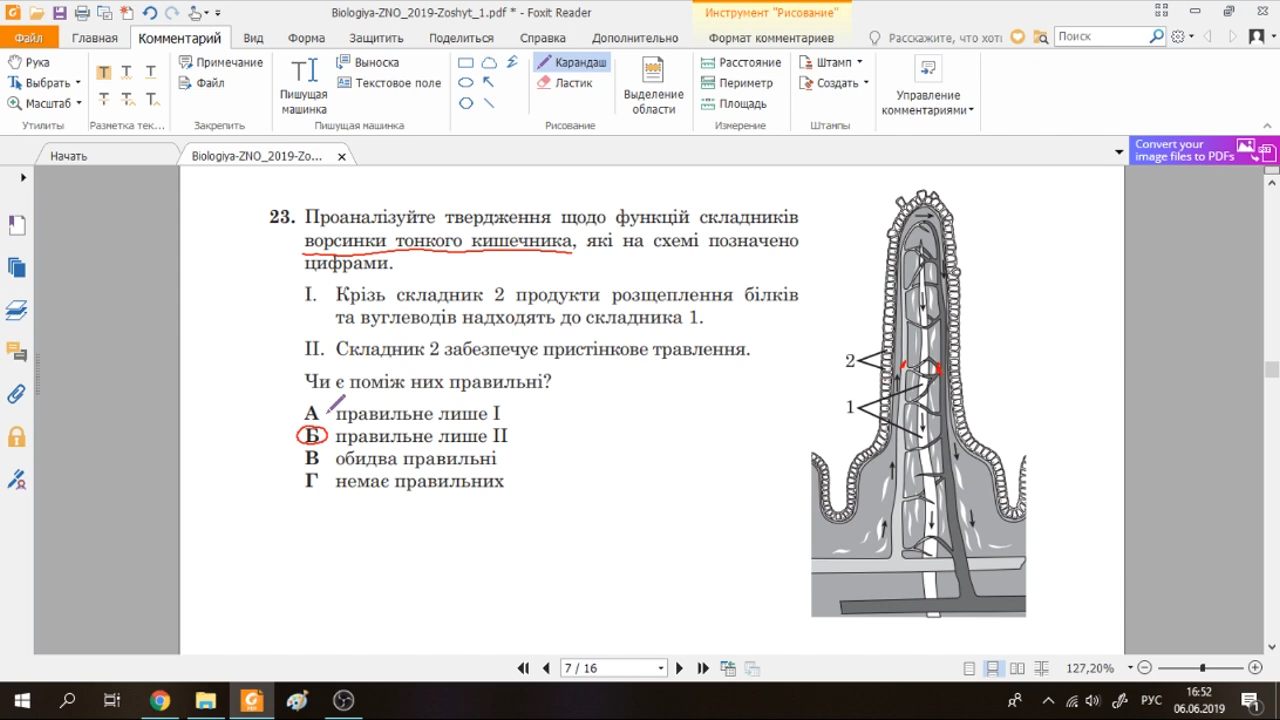 Biologiya-ZNO_2019-Zoshyt_1.pdf * - Foxit Reader
Инструмент "Рисование"
Файл
Главная
Комментарий
Вид
Форма
Защитить
Поделиться
Справка
Дополнительно
Формат комментариев
Расскажите, что хоті
Поиск
Рука
Выбрать
Масштаб
Утилиты
Разметка тек...
Примечание
Файл
Закрепить
Пишущая
машинка
Выноска
Текстовое поле
Пишущая машинка
Карандаш
Ластик
Рисование
Выделение
области
Расстояние
Периметр
Площадь
Измерение
Штамп
Создать
Штампы
Управление
комментариями
Начать
Biologiya-ZNO_2019-Zo...
Convert your
image files to PDFs
23. Проаналізуйте твердження щодо функцій складників
ворсинки тонкого кишечника, які на схемі позначено
цифрами.
I. Крізь складник 2 продукти розщеплення білків
та вуглеводів надходять до складника 1.
II. Складник 2 забезпечує пристінкове травлення.
Чи є поміж них правильні?
А правильне лише I
Б правильне лише II
В обидва правильні
Г немає правильних
2
1
7 / 16
127,20%
РУС
16:52
06.06.2019
1